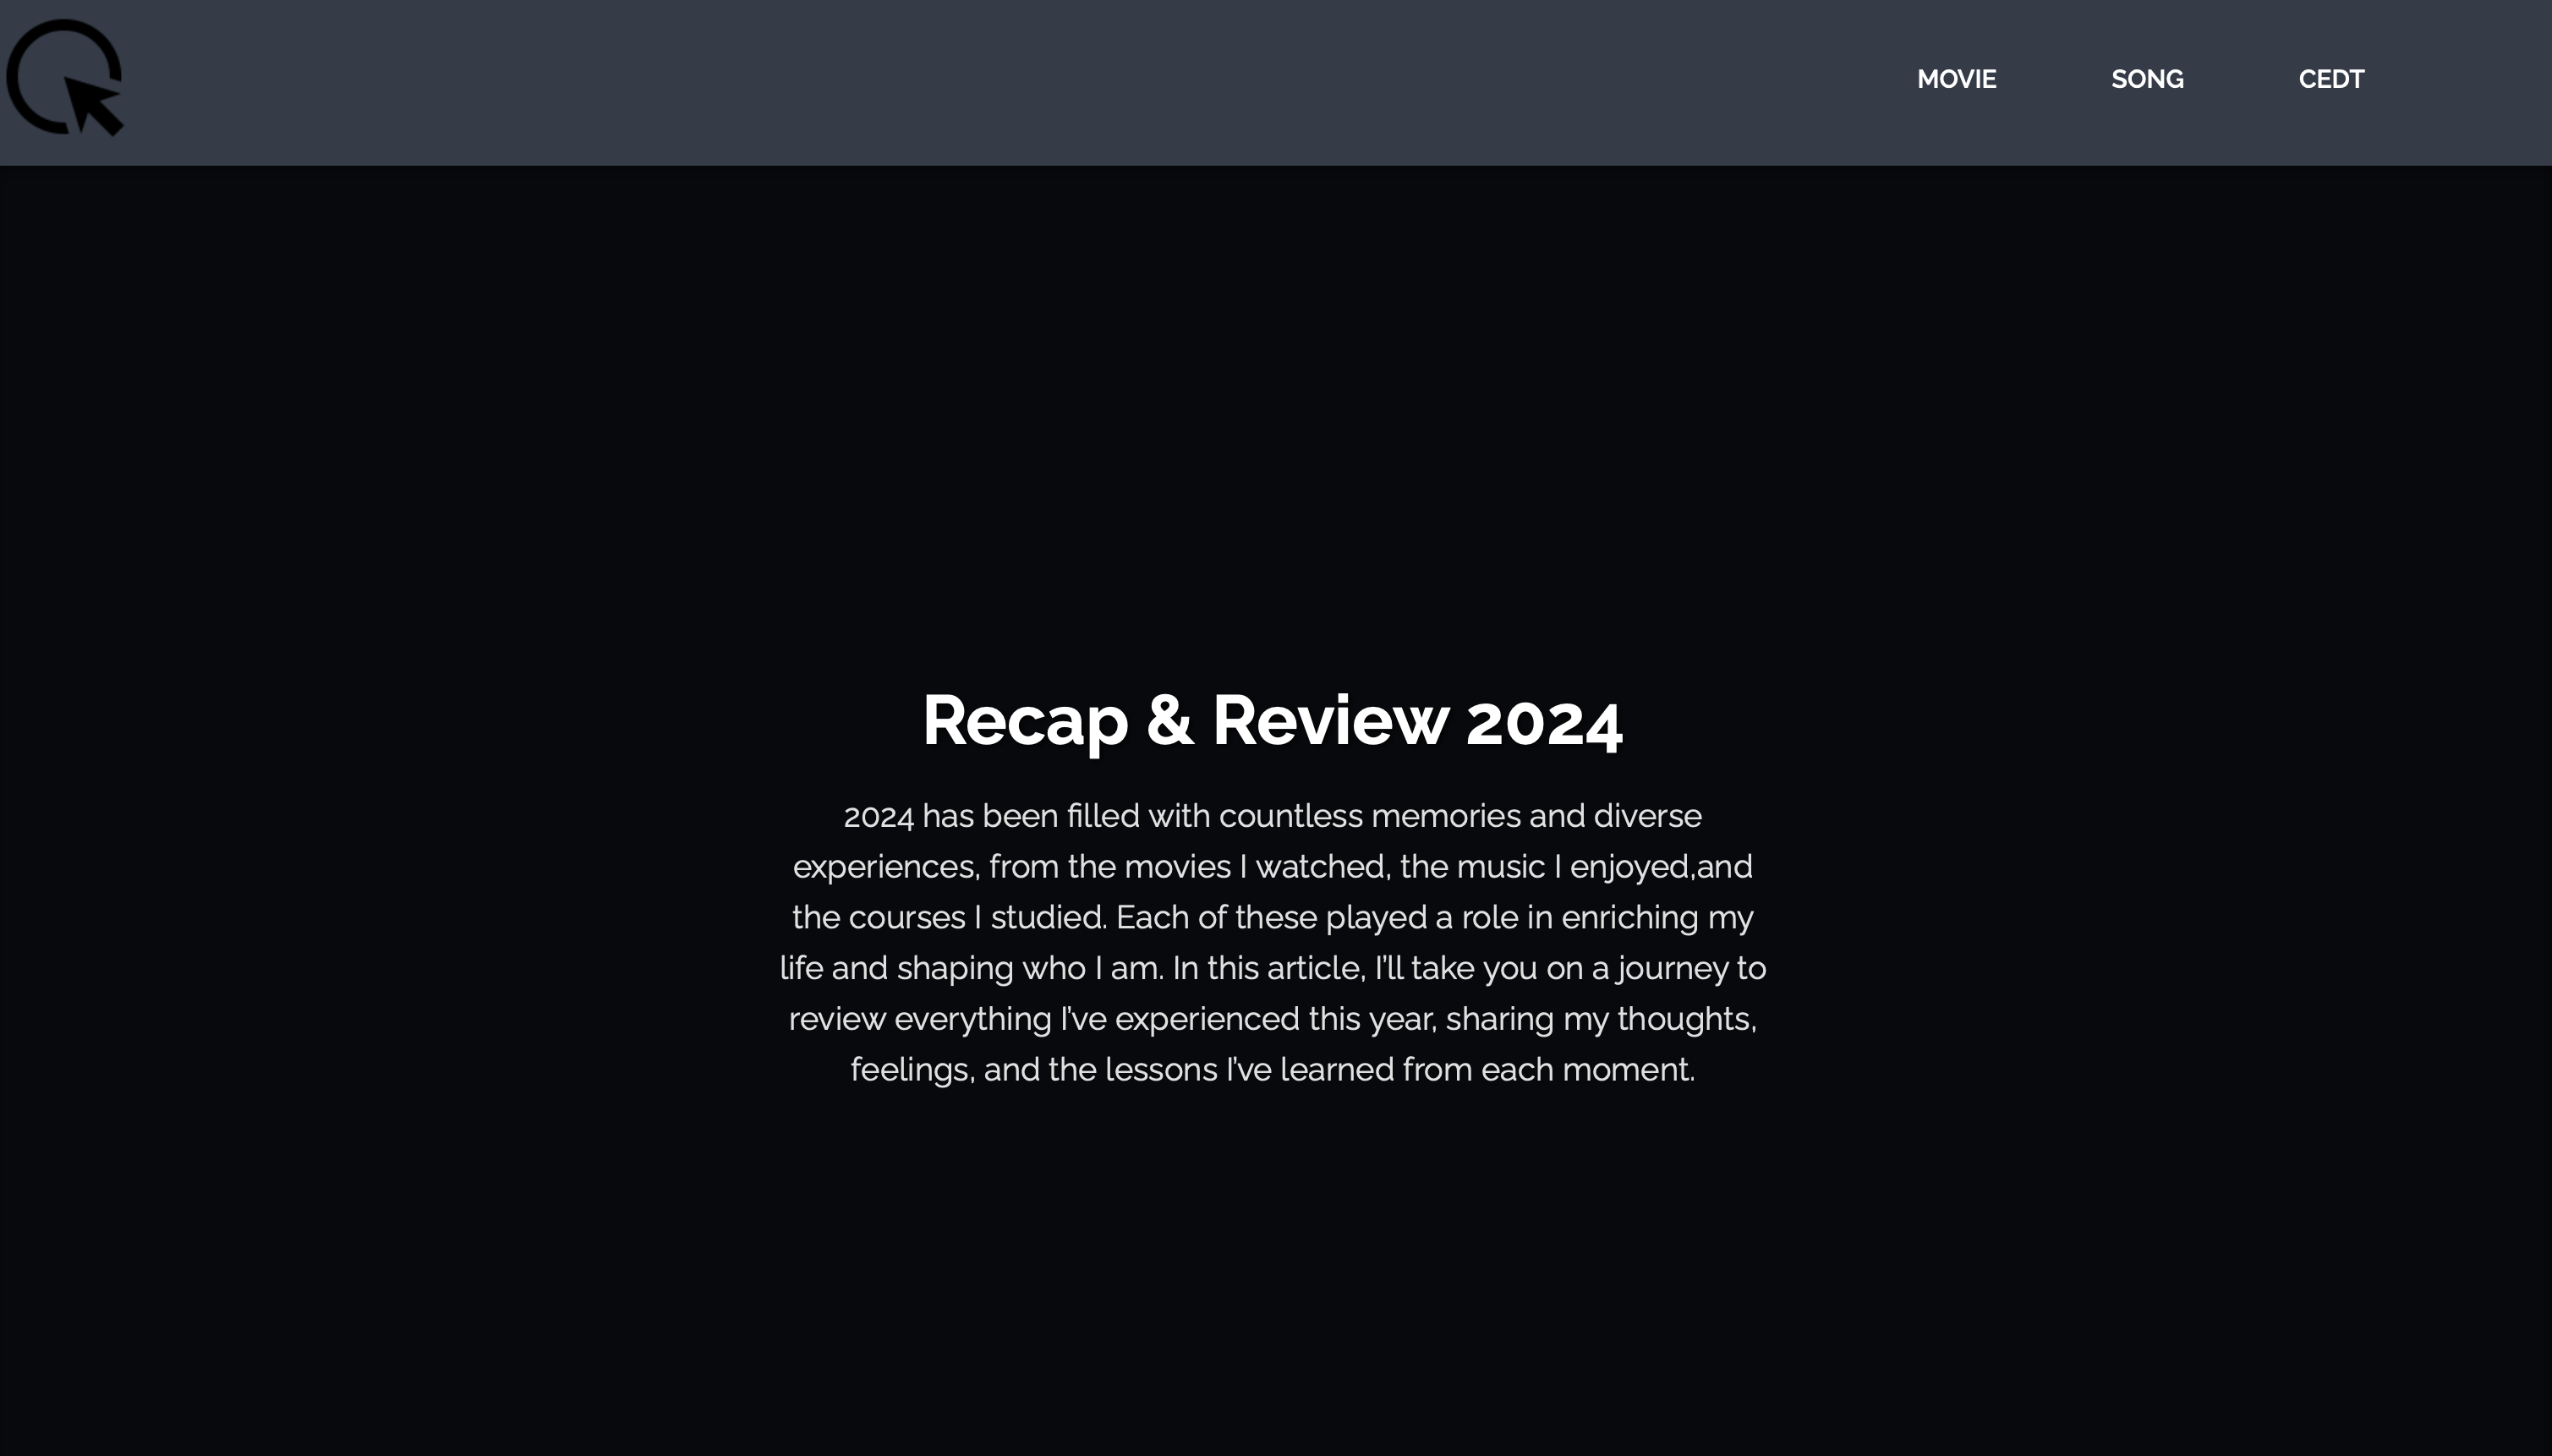 MOVIE SONG CEDT
Recap & Review 2024
2024 has been filled with countless memories and diverse
experiences, from the movies I watched, the music I enjoyed,and
the courses I studied. Each of these played a role in enriching my
life and shaping who I am. In this article, I’ll take you on a journey to
review everything I’ve experienced this year, sharing my thoughts,
feelings, and the lessons I’ve learned from each moment.